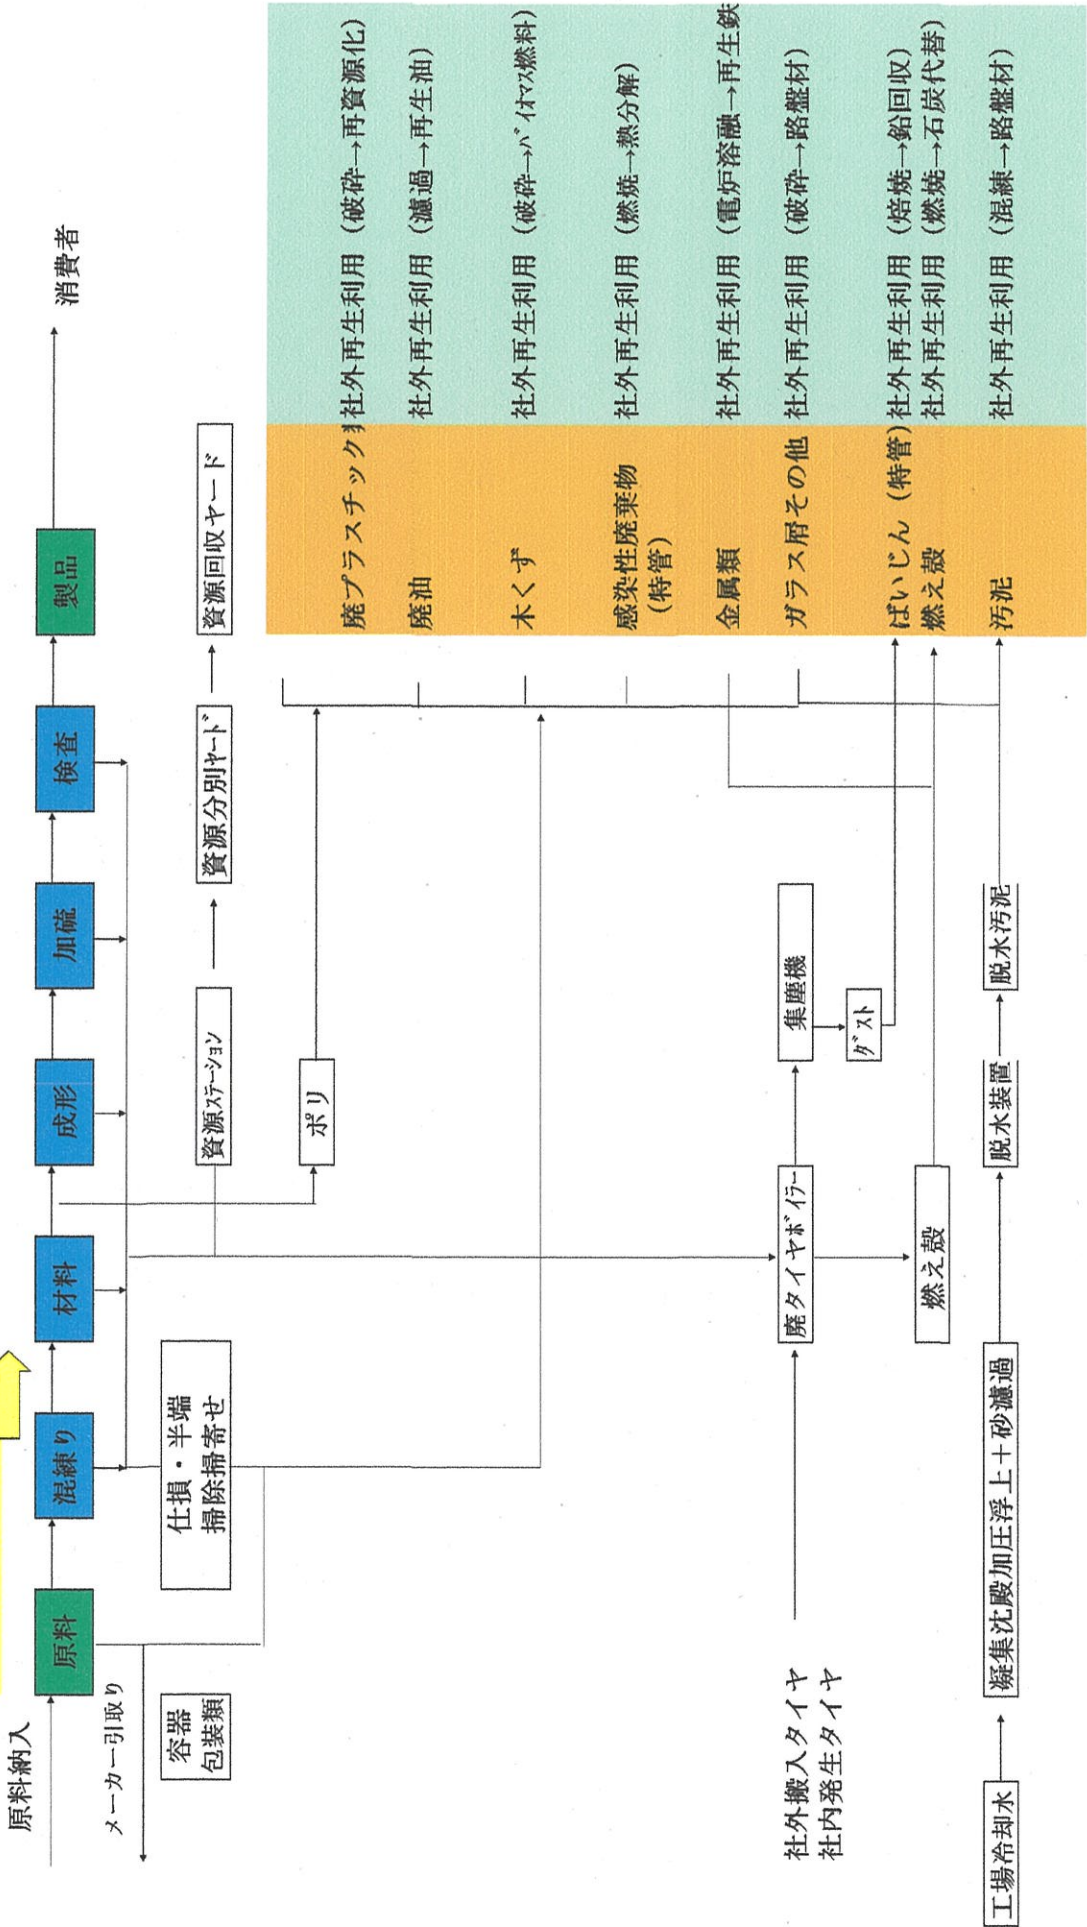 原料納入
原料
混練り
材料
成形
加硫
検査
製品
消費者
メーカー引取り
容器
包装類
仕損・半端
掃除掃寄せ
資源ステーション
資源分別ヤード
資源回収ヤード
ポリ
廃プラスチック類
社外再生利用（破砕→再資源化）
廃油
社外再生利用（濾過→再生油）
木くず
社外再生利用（破砕→バイオマス燃料）
感染性廃棄物
（特管）
社外再生利用（燃焼→熱分解）
金属類
社外再生利用（電炉溶融→再生鉄
ガラス層その他
社外再生利用（破砕→路盤材）
社外搬入タイヤ
社内発生タイヤ
廃タイヤボイラー
集塵機
ダスト
ばいじん（特管）
社外再生利用（焙焼→鉛回収）
燃え殻
燃え殻
社外再生利用（燃焼→石炭代替）
工場冷却水
凝集沈殿加圧浮上＋砂濾過
脱水装置
脱水汚泥
汚泥
社外再生利用（混練→路盤材）